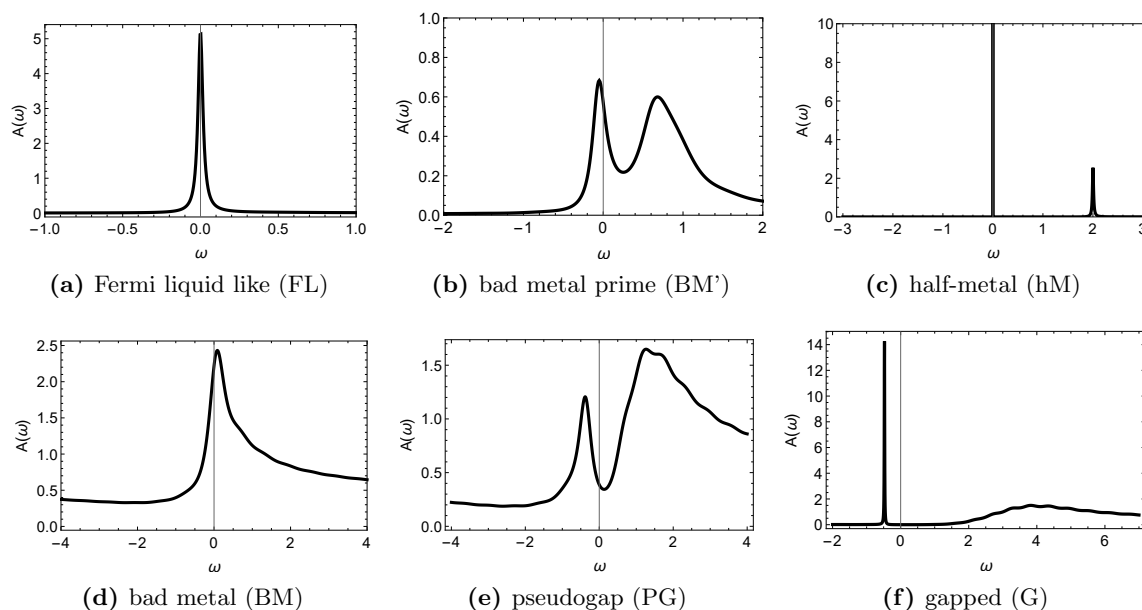 A(ω)
5
4
3
2
1
0
-1.0 -0.5 0.0 0.5 1.0
ω
(a) Fermi liquid like (FL)
A(ω)
1.0
0.8
0.6
0.4
0.2
0.0
-2 -1 0 1 2
ω
(b) bad metal prime (BM’)
A(ω)
10
8
6
4
2
0
-3 -2 -1 0 1 2 3
ω
(c) half-metal (hM)
A(ω)
2.5
2.0
1.5
1.0
0.5
0.0
-4 -2 0 2 4
ω
(d) bad metal (BM)
A(ω)
1.5
1.0
0.5
0.0
-4 -2 0 2 4
ω
(e) pseudogap (PG)
A(ω)
14
12
10
8
6
4
2
0
-2 0 2 4 6
ω
(f) gapped (G)